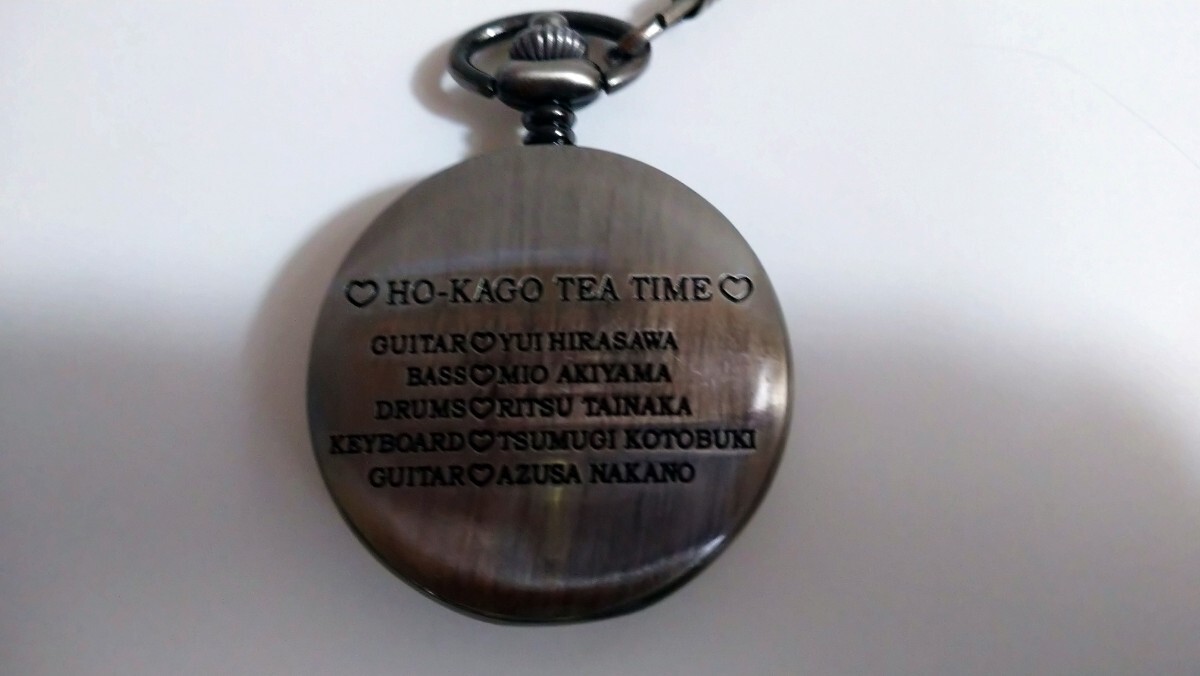 ♡ HO-KAGO TEA TIME ♡
GUITAR♡YUI HIRASAWA
BASS♡MIO AKIYAMA
DRUMS♡RITSU TAINAKA
KEYBOARD♡TSUMUGI KOTOBUKI
GUITAR♡AZUSA NAKANO